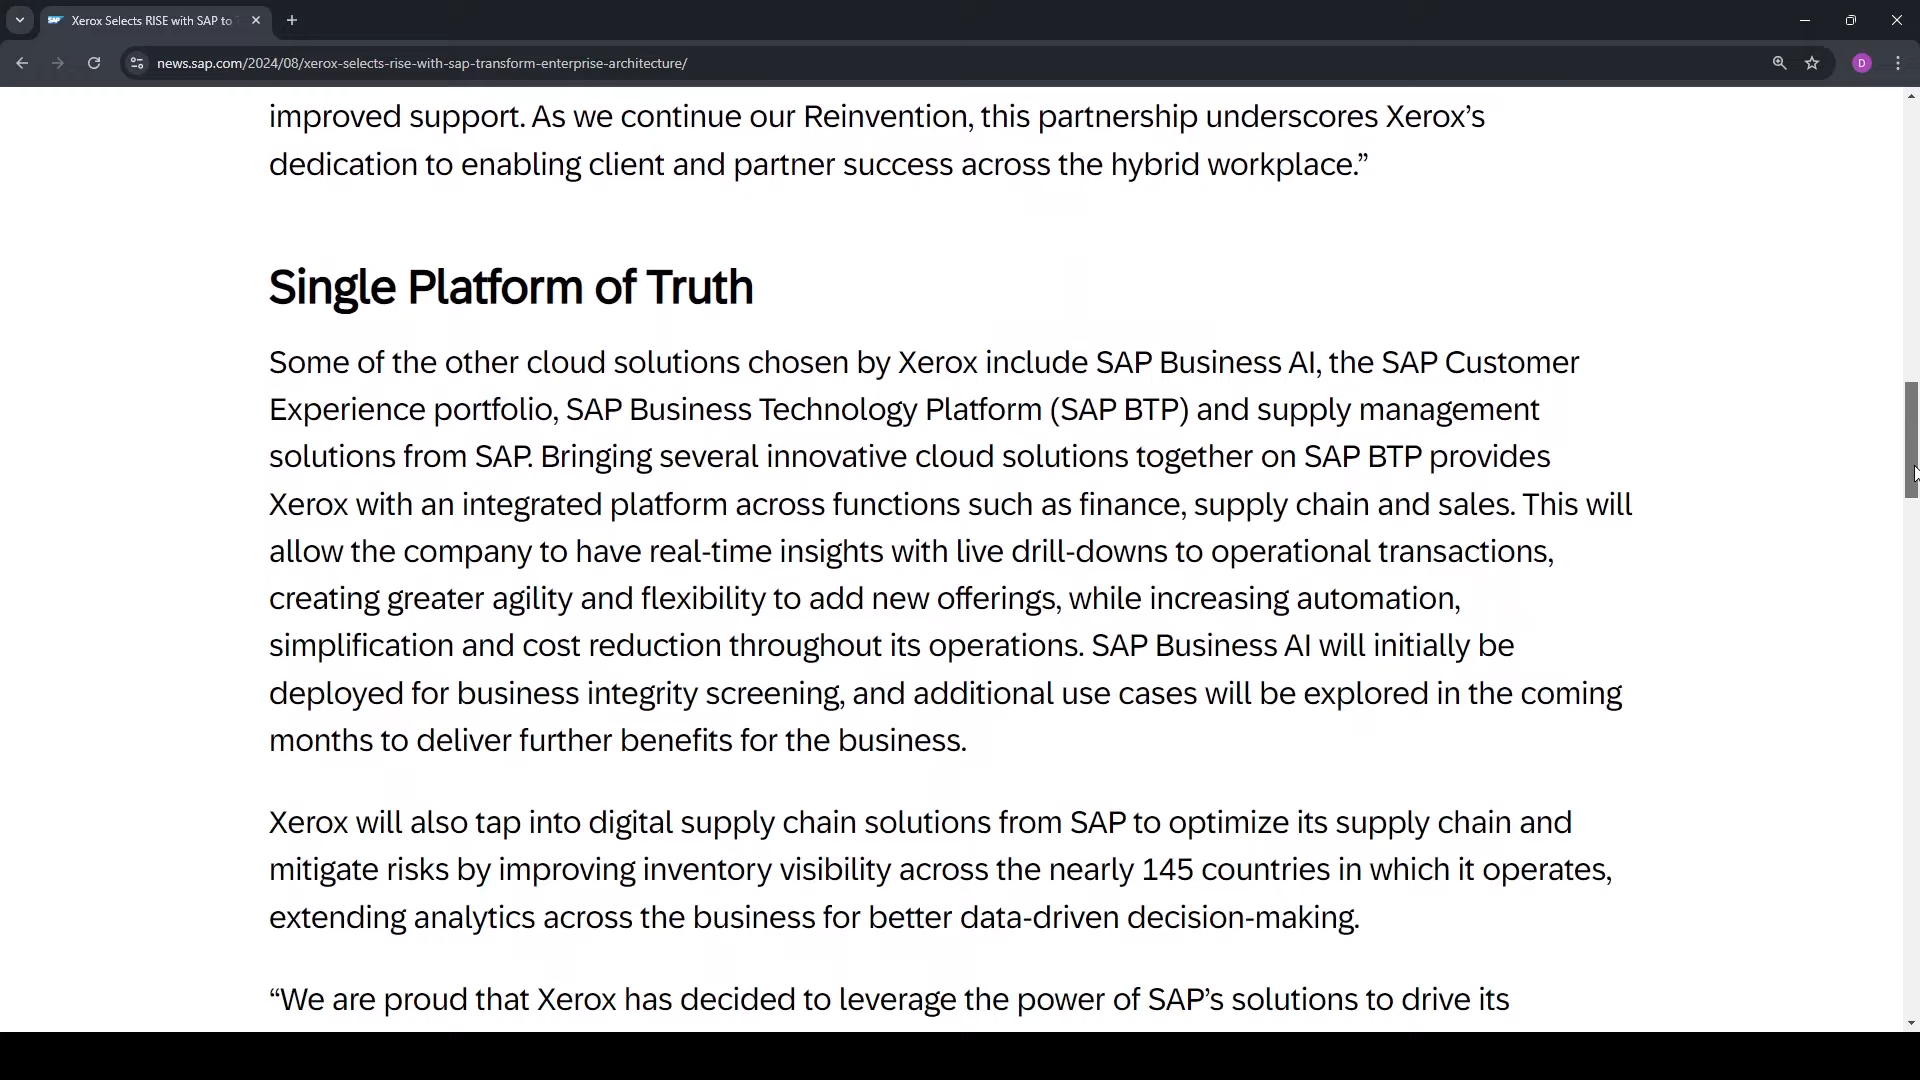 SAP
Xerox Selects RISE with SAP to
news.sap.com/2024/08/xerox-selects-rise-with-sap-transform-enterprise-architecture/
D
improved support. As we continue our Reinvention, this partnership underscores Xerox’s
dedication to enabling client and partner success across the hybrid workplace.”
Single Platform of Truth
Some of the other cloud solutions chosen by Xerox include SAP Business AI, the SAP Customer
Experience portfolio, SAP Business Technology Platform (SAP BTP) and supply management
solutions from SAP. Bringing several innovative cloud solutions together on SAP BTP provides
Xerox with an integrated platform across functions such as finance, supply chain and sales. This will
allow the company to have real-time insights with live drill-downs to operational transactions,
creating greater agility and flexibility to add new offerings, while increasing automation,
simplification and cost reduction throughout its operations. SAP Business AI will initially be
deployed for business integrity screening, and additional use cases will be explored in the coming
months to deliver further benefits for the business.
Xerox will also tap into digital supply chain solutions from SAP to optimize its supply chain and
mitigate risks by improving inventory visibility across the nearly 145 countries in which it operates,
extending analytics across the business for better data-driven decision-making.
“We are proud that Xerox has decided to leverage the power of SAP’s solutions to drive its